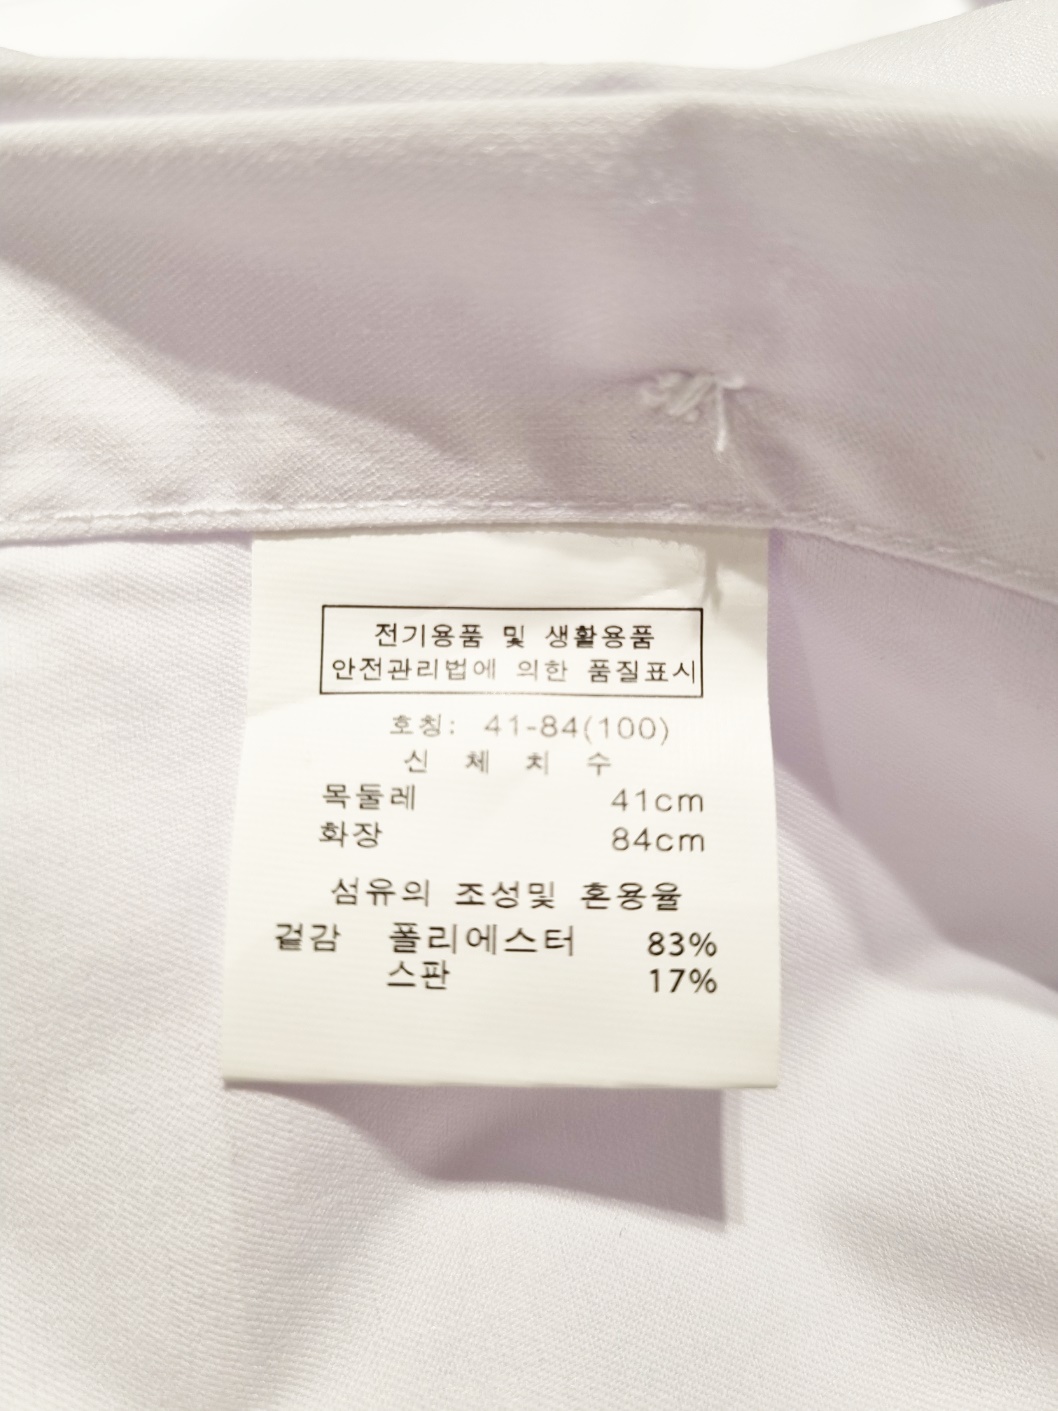 전기용품 및 생활용품
안전관리법에 의한 품질표시
호칭: 41-84(100)
신 체 치 수
목둘레 41cm
화장 84cm
섬유의 조성및 혼용율
겉감 폴리에스터 83%
스판 17%